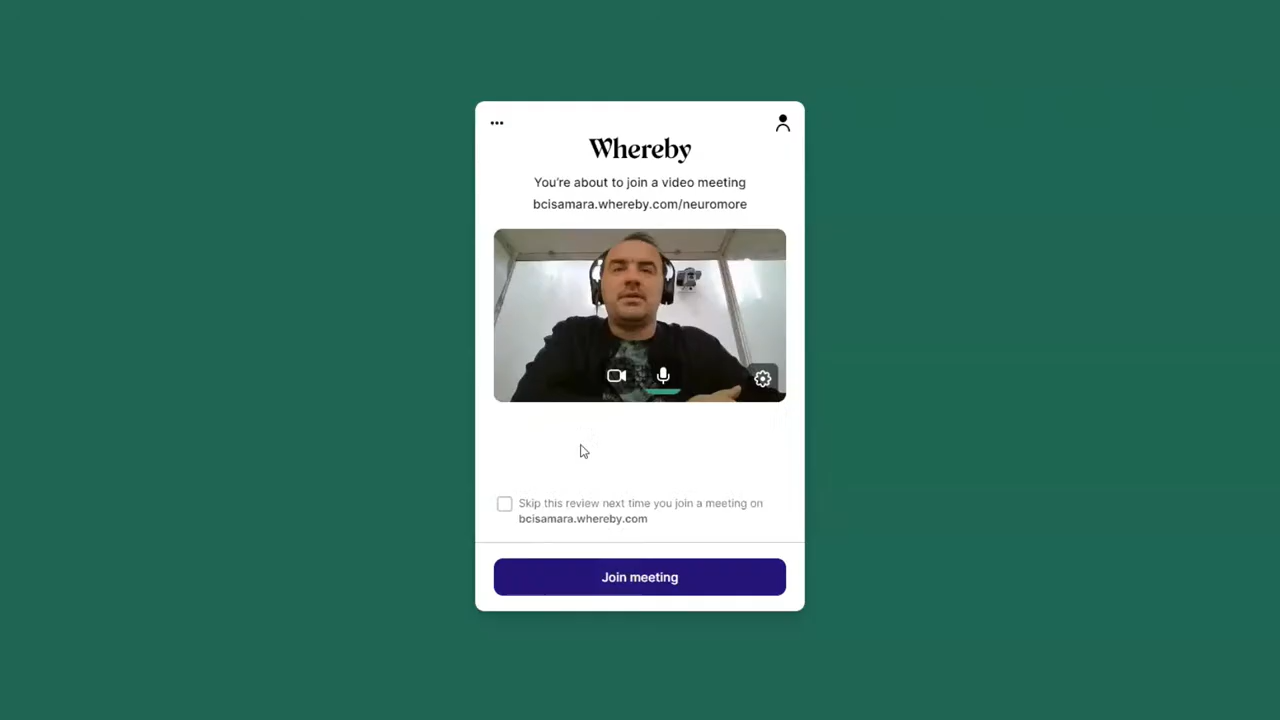 Whereby
You're about to join a video meeting
bcisamara.whereby.com/neuromore
Skip this review next time you join a meeting on
bcisamara.whereby.com
Join meeting